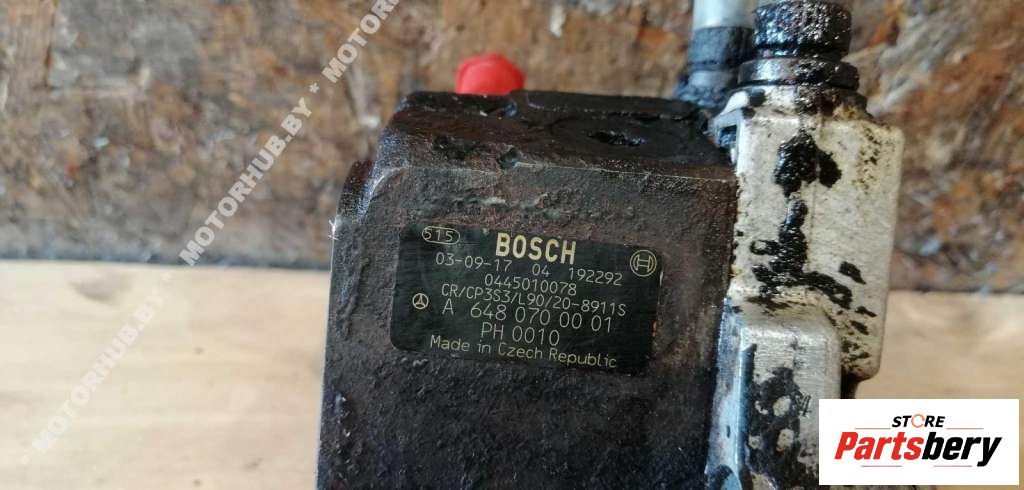 MOTORHUB.BY * MOTORHUB.BY * MOTORHUB.BY
515
BOSCH
03-09-17 04 192292
0445010078
CR/CP3S3/L90/20-8911S
A 648 070 00 01
PH 0010
Made in Czech Republic
STORE
Partsbery